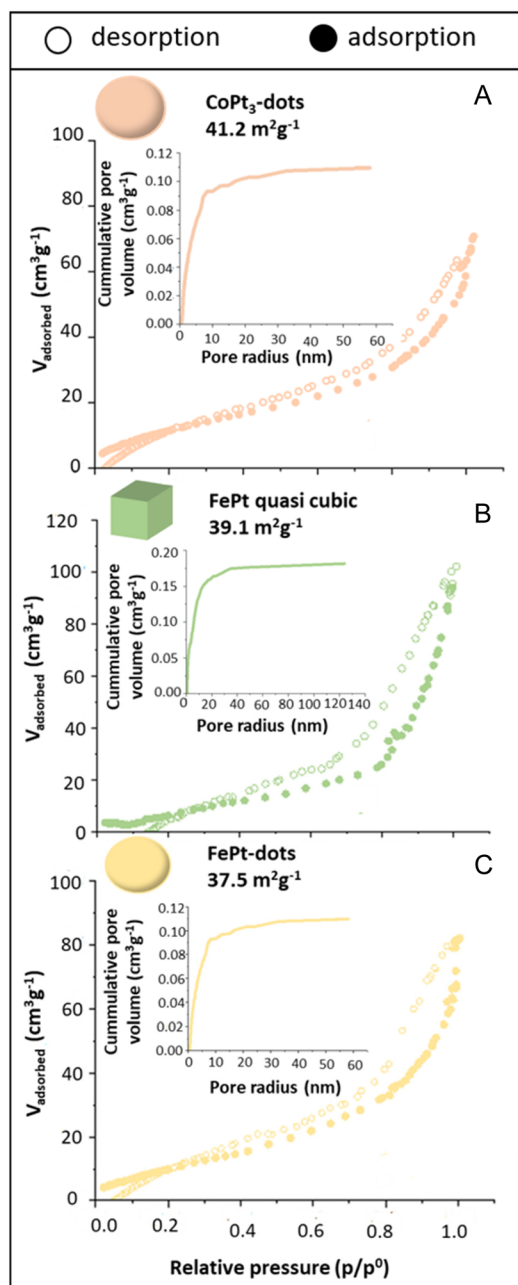 desorption
adsorption
A
CoPt₃-dots
41.2 m²g⁻¹
100
80
60
40
20
0
V_adsorbed (cm³g⁻¹)
0.12
0.10
0.08
0.06
0.04
0.02
0.00
Cummulative pore
volume (cm³g⁻¹)
0 10 20 30 40 50 60
Pore radius (nm)
B
FePt quasi cubic
39.1 m²g⁻¹
120
100
80
60
40
20
0
V_adsorbed (cm³g⁻¹)
0.20
0.15
0.10
0.05
0.00
Cummulative pore
volume (cm³g⁻¹)
0 20 40 60 80 100 120 140
Pore radius (nm)
C
FePt-dots
37.5 m²g⁻¹
100
80
60
40
20
0
V_adsorbed (cm³g⁻¹)
0.12
0.10
0.08
0.06
0.04
0.02
0.00
Cummulative pore
volume (cm³g⁻¹)
0 10 20 30 40 50 60
Pore radius (nm)
0.0 0.2 0.4 0.6 0.8 1.0
Relative pressure (p/p⁰)